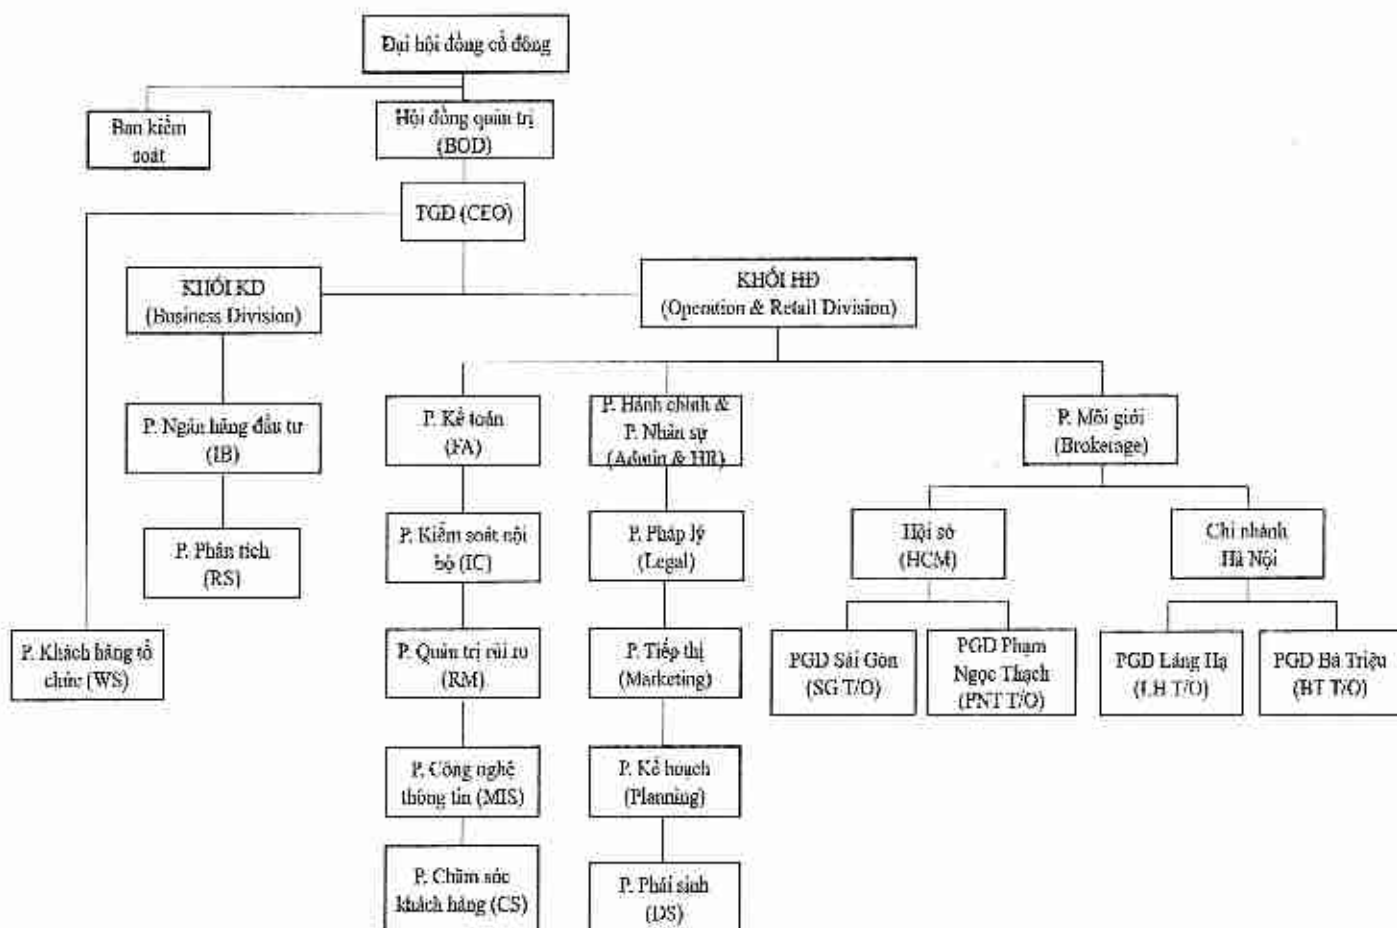 Đại hội đồng cổ đông
Ban kiểm
soát
Hội đồng quản trị
(BOD)
TGD (CEO)
KHỐI KD
(Business Division)
KHỐI HĐ
(Operation & Retail Division)
P. Ngân hàng đầu tư
(IB)
P. Kế toán
(FA)
P. Hành chính &
P. Nhân sự
(Admin & HR)
P. Môi giới
(Brokerage)
P. Phân tích
(RS)
P. Kiểm soát nội
bộ (IC)
P. Pháp lý
(Legal)
Hội sở
(HCM)
Chi nhánh
Hà Nội
P. Khách hàng tổ
chức (WS)
P. Quản trị rủi ro
(RM)
P. Tiếp thị
(Marketing)
PGD Sài Gòn
(SG T/O)
PGD Phạm
Ngọc Thạch
(PNT T/O)
PGD Láng Hạ
(LH T/O)
PGD Bà Triệu
(BT T/O)
P. Công nghệ
thông tin (MIS)
P. Kế hoạch
(Planning)
P. Chăm sóc
khách hàng (CS)
P. Phái sinh
(DS)